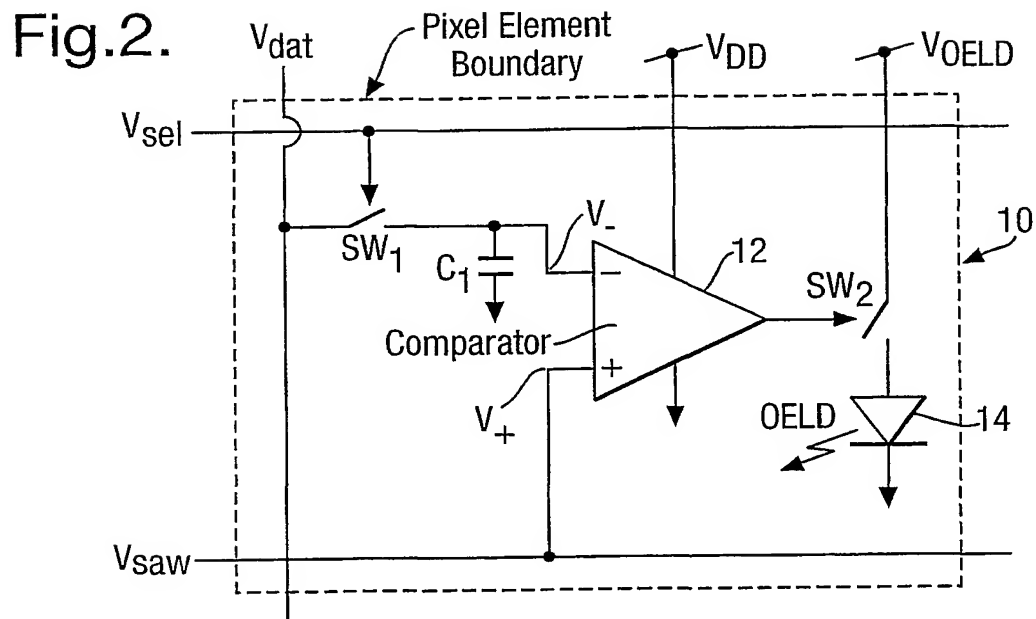 Fig.2.
Vdat
Pixel Element
Boundary
VDD
VOELD
Vsel
10
SW1
V-
C1
12
SW2
Comparator
V+
OELD
14
Vsaw
−
+